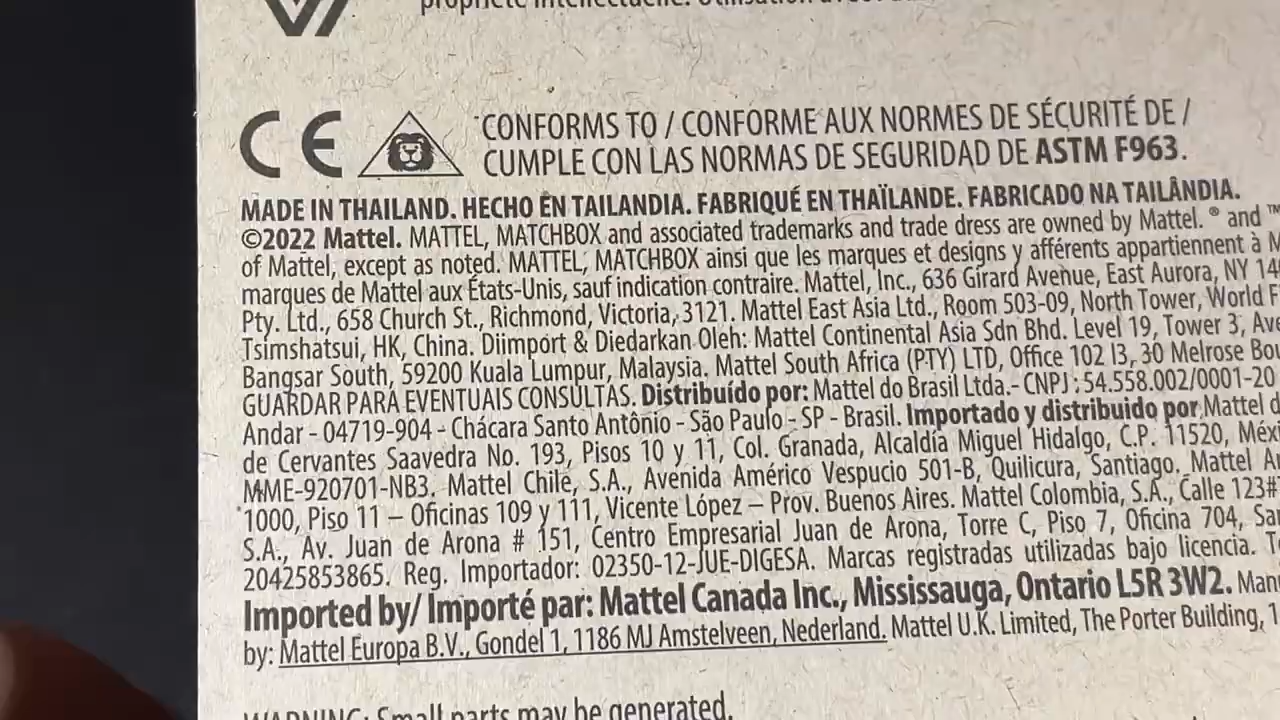 propriété intellectuelle.
CE
CONFORMS TO / CONFORME AUX NORMES DE SÉCURITÉ DE /
CUMPLE CON LAS NORMAS DE SEGURIDAD DE ASTM F963.
MADE IN THAILAND. HECHO EN TAILANDIA. FABRIQUÉ EN THAÏLANDE. FABRICADO NA TAILÂNDIA.
©2022 Mattel. MATTEL, MATCHBOX and associated trademarks and trade dress are owned by Mattel. ® and ™
of Mattel, except as noted. MATTEL, MATCHBOX ainsi que les marques et designs y afférents appartiennent à
marques de Mattel aux États-Unis, sauf indication contraire. Mattel, Inc., 636 Girard Avenue, East Aurora, NY
Pty. Ltd., 658 Church St., Richmond, Victoria, 3121. Mattel East Asia Ltd., Room 503-09, North Tower, World
Tsimshatsui, HK, China. Diimport & Diedarkan Oleh: Mattel Continental Asia Sdn Bhd. Level 19, Tower 3,
Bangsar South, 59200 Kuala Lumpur, Malaysia. Mattel South Africa (PTY) LTD, Office 102 I3, 30 Melrose
GUARDAR PARA EVENTUAIS CONSULTAS. Distribuído por: Mattel do Brasil Ltda.- CNPJ : 54.558.002/0001-20
Andar - 04719-904 - Chácara Santo Antônio - São Paulo - SP - Brasil. Importado y distribuido por Mattel
de Cervantes Saavedra No. 193, Pisos 10 y 11, Col. Granada, Alcaldía Miguel Hidalgo, C.P. 11520,
MME-920701-NB3. Mattel Chile, S.A., Avenida Américo Vespucio 501-B, Quilicura, Santiago. Mattel
1000, Piso 11 – Oficinas 109 y 111, Vicente López – Prov. Buenos Aires. Mattel Colombia, S.A., Calle 123#
S.A., Av. Juan de Arona # 151, Centro Empresarial Juan de Arona, Torre C, Piso 7, Oficina 704,
20425853865. Reg. Importador: 02350-12-JUE-DIGESA. Marcas registradas utilizadas bajo licencia.
Imported by/ Importé par: Mattel Canada Inc., Mississauga, Ontario L5R 3W2.
by: Mattel Europa B.V., Gondel 1, 1186 MJ Amstelveen, Nederland. Mattel U.K. Limited, The Porter Building,
WARNING: Small parts may be generated.